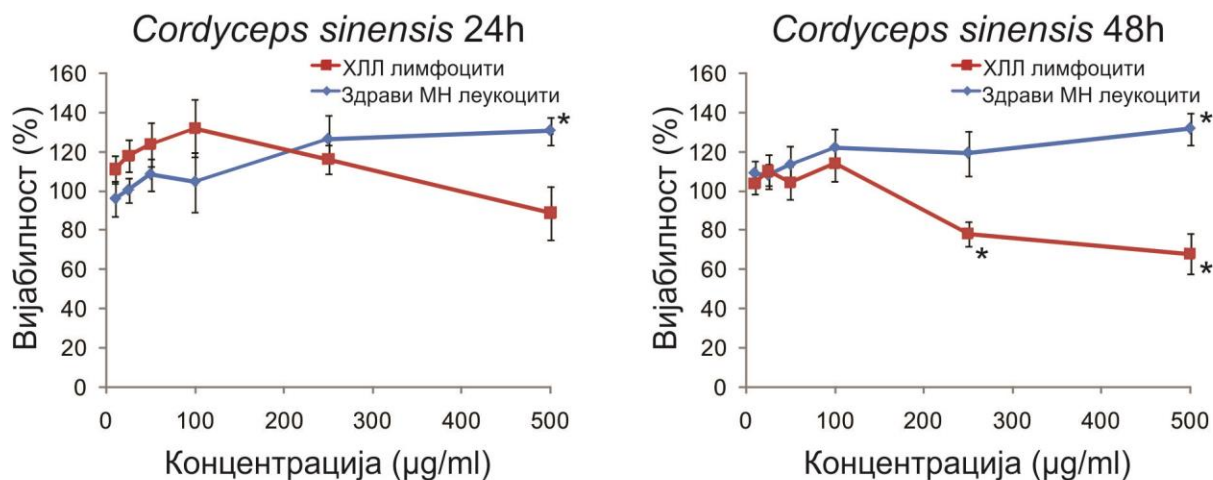 Cordyceps sinensis 24h
ХЛЛ лимфоцити
Здрави МН леукоцити
160
140
120
100
80
60
40
20
0
Вијабилност (%)
*
0 100 200 300 400 500
Концентрација (µg/ml)
Cordyceps sinensis 48h
ХЛЛ лимфоцити
Здрави МН леукоцити
160
140
120
100
80
60
40
20
0
Вијабилност (%)
*
*
*
0 100 200 300 400 500
Концентрација (µg/ml)